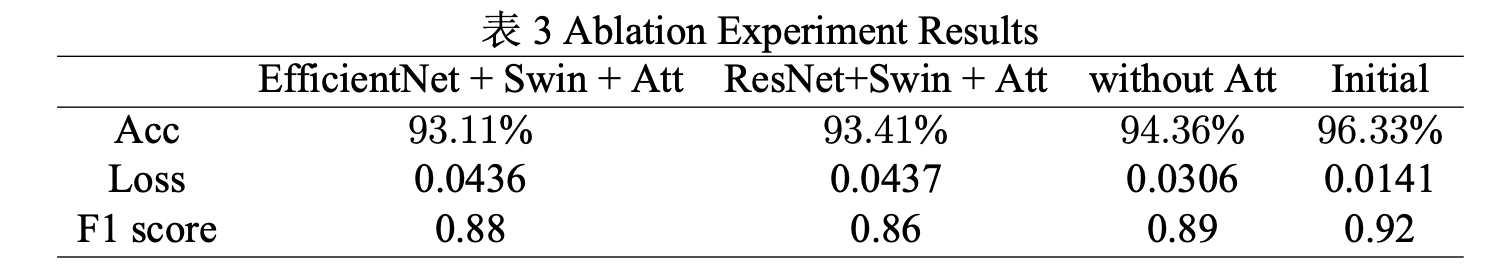 表 3 Ablation Experiment Results
EfficientNet + Swin + Att ResNet+Swin + Att without Att Initial
Acc 93.11% 93.41% 94.36% 96.33%
Loss 0.0436 0.0437 0.0306 0.0141
F1 score 0.88 0.86 0.89 0.92